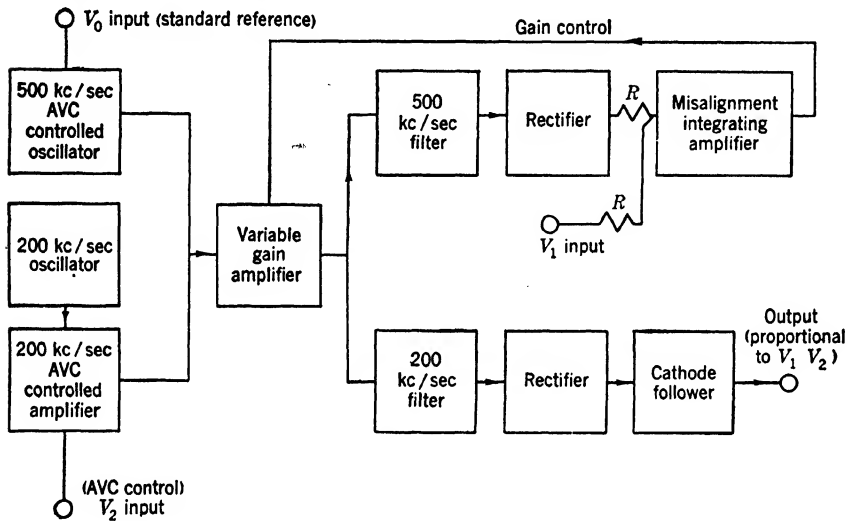 V₀ input (standard reference)
Gain control
500 kc/sec
AVC
controlled
oscillator
500
kc/sec
filter
Rectifier
R
Misalignment
integrating
amplifier
R
V₁ input
200 kc/sec
oscillator
Variable
gain
amplifier
200 kc/sec
AVC
controlled
amplifier
200
kc/sec
filter
Rectifier
Cathode
follower
Output
(proportional
to V₁ V₂)
(AVC control)
V₂ input